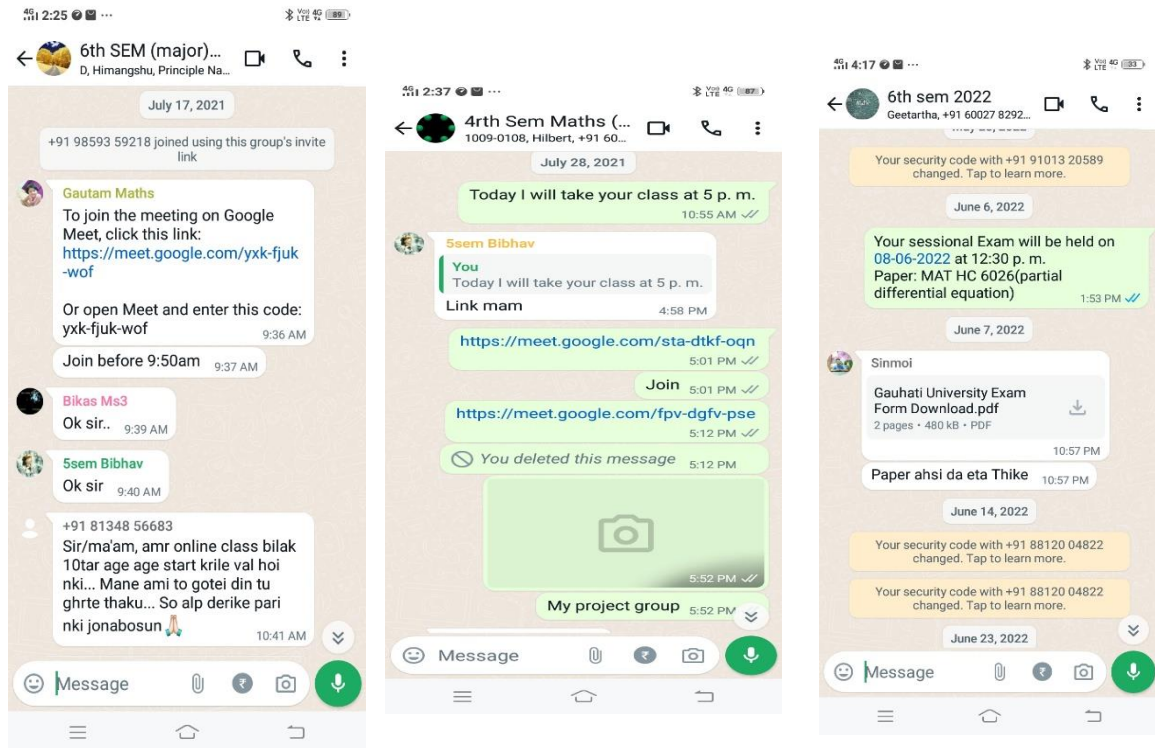 2:25
89
6th SEM (major)...
D, Himangshu, Principle Na...
July 17, 2021
+91 98593 59218 joined using this group's invite
link
Gautam Maths
To join the meeting on Google
Meet, click this link:
https://meet.google.com/yxk-fjuk
-wof
Or open Meet and enter this code:
yxk-fjuk-wof
9:36 AM
Join before 9:50am 9:37 AM
Bikas Ms3
Ok sir.. 9:39 AM
5sem Bibhav
Ok sir 9:40 AM
+91 81348 56683
Sir/ma'am, amr online class bilak
10tar age age start krile val hoi
nki... Mane ami to gotei din tu
ghrte thaku... So alp derike pari
nki jonabosun🙏🏻
10:41 AM
Message
4G 2:37 ...
VoD LTE 4G 87
4rth Sem Maths (...
1009-0108, Hilbert, +91 60...
July 28, 2021
Today I will take your class at 5 p. m.
10:55 AM
5sem Bibhav
You
Today I will take your class at 5 p. m.
Link mam 4:58 PM
https://meet.google.com/sta-dtkf-oqn
5:01 PM
Join 5:01 PM
https://meet.google.com/fpv-dgfv-pse
5:12 PM
You deleted this message 5:12 PM
5:52 PM
My project group 5:52 PM
Message
4G 4:17 ...
LTE 4G 33
6th sem 2022
Geetartha, +91 60027 8292...
Your security code with +91 91013 20589
changed. Tap to learn more.
June 6, 2022
Your sessional Exam will be held on
08-06-2022 at 12:30 p. m.
Paper: MAT HC 6026(partial
differential equation)
1:53 PM
June 7, 2022
Sinmoi
Gauhati University Exam
Form Download.pdf
2 pages • 480 kB • PDF
10:57 PM
Paper ahsi da eta Thike 10:57 PM
June 14, 2022
Your security code with +91 88120 04822
changed. Tap to learn more.
Your security code with +91 88120 04822
changed. Tap to learn more.
June 23, 2022
Message